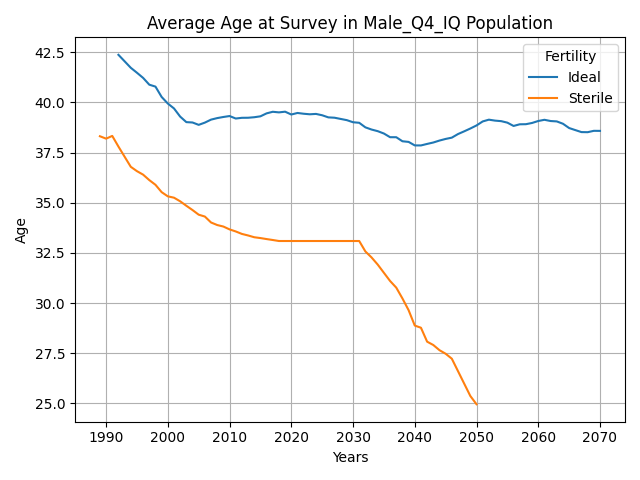 Average Age at Survey in Male_Q4_IQ Population
Fertility
Ideal
Sterile
Age
42.5
40.0
37.5
35.0
32.5
30.0
27.5
25.0
1990 2000 2010 2020 2030 2040 2050 2060 2070
Years